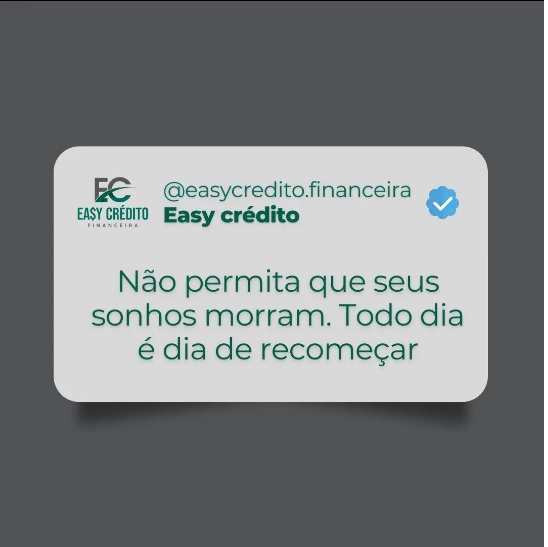 EC
EASY CRÉDITO
FINANCEIRA
@easycredito.financeira
Easy crédito
Não permita que seus
sonhos morram. Todo dia
é dia de recomeçar